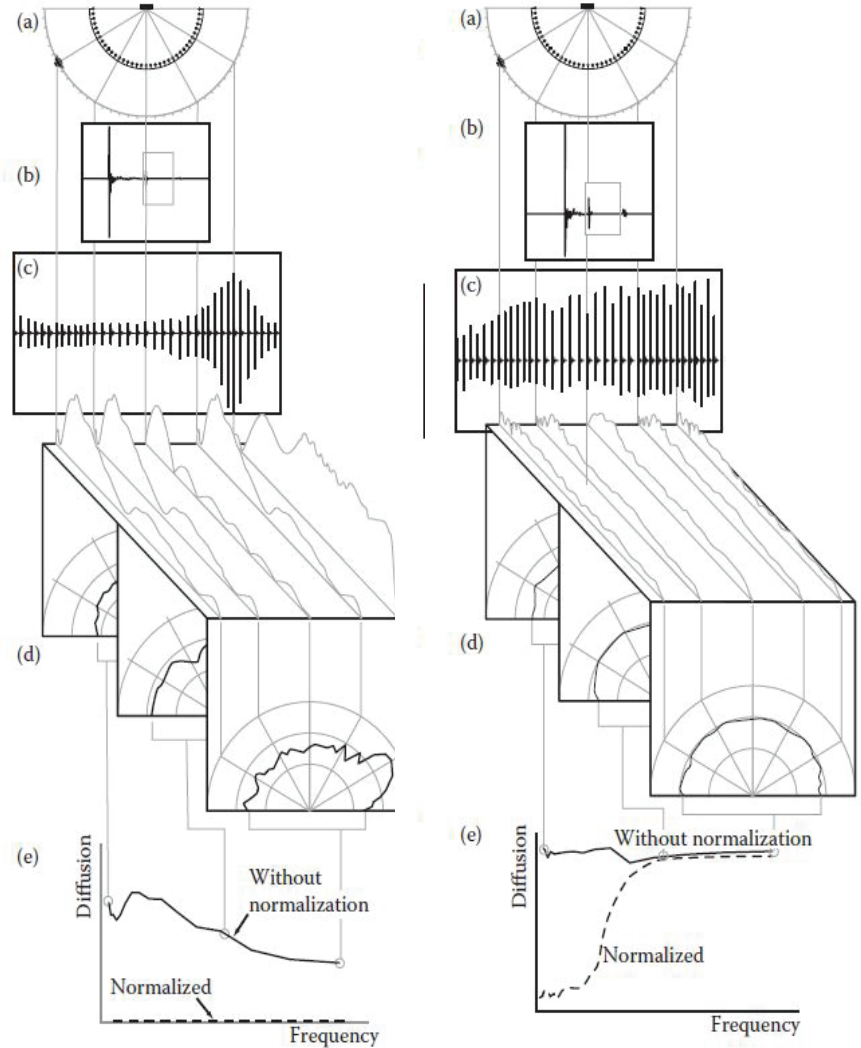 (a)
(b)
(c)
(d)
(e)
Diffusion
Without
normalization
Normalized
Frequency
(a)
(b)
(c)
(d)
(e)
Diffusion
Without normalization
Normalized
Frequency